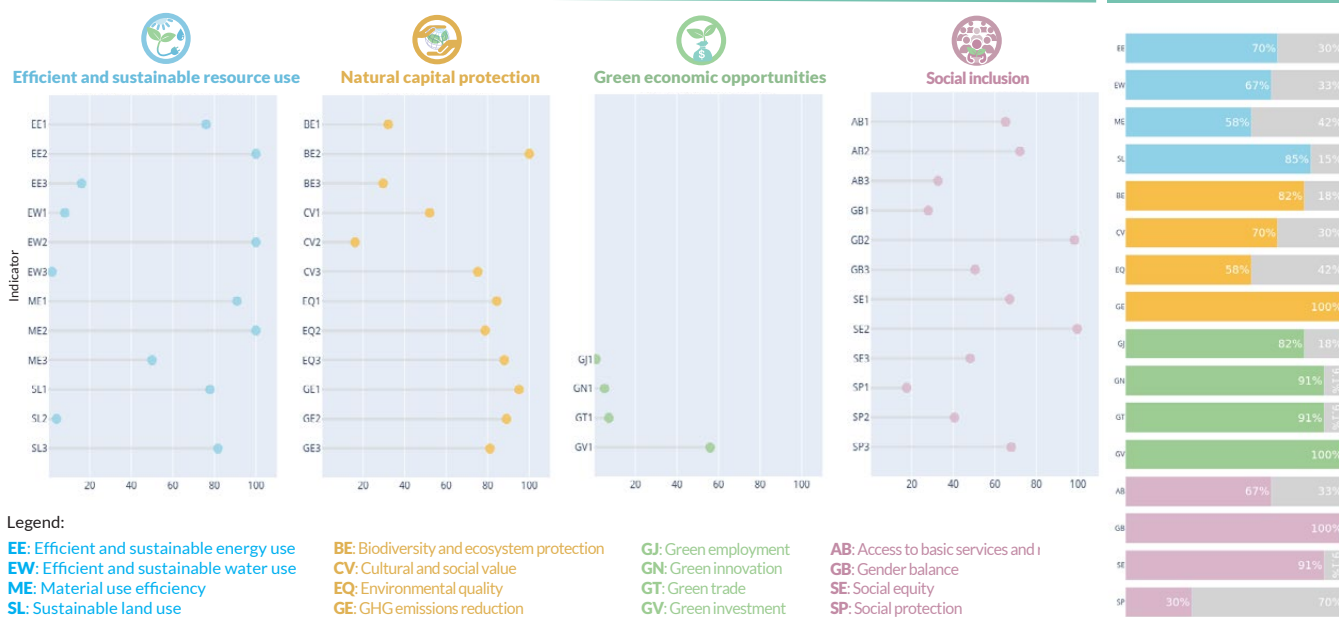 Efficient and sustainable resource use
Natural capital protection
Green economic opportunities
Social inclusion
$
Indicator
EE1
EE2
EE3
EW1
EW2
EW3
ME1
ME2
ME3
SL1
SL2
SL3
20 40 60 80 100
BE1
BE2
BE3
CV1
CV2
CV3
EQ1
EQ2
EQ3
GE1
GE2
GE3
20 40 60 80 100
GJ1
GN1
GT1
GV1
20 40 60 80 100
AB1
AB2
AB3
GB1
GB2
GB3
SE1
SE2
SE3
SP1
SP2
SP3
20 40 60 80 100
EE 70% 30%
EW 67% 33%
ME 58% 42%
SL 85% 15%
BE 82% 18%
CV 70% 30%
EQ 58% 42%
GE 100%
GJ 82% 18%
GN 91% 9.1%
GT 91% 9.1%
GV 100%
AB 67% 33%
GB 100%
SE 91% 9.1%
SP 30% 70%
Legend:
EE: Efficient and sustainable energy use
EW: Efficient and sustainable water use
ME: Material use efficiency
SL: Sustainable land use
BE: Biodiversity and ecosystem protection
CV: Cultural and social value
EQ: Environmental quality
GE: GHG emissions reduction
GJ: Green employment
GN: Green innovation
GT: Green trade
GV: Green investment
AB: Access to basic services and
GB: Gender balance
SE: Social equity
SP: Social protection